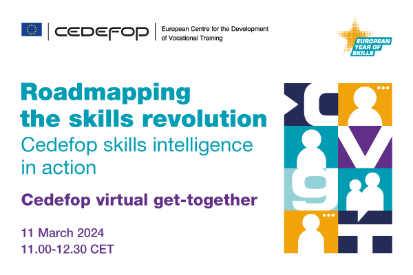 CEDEFOP
European Centre for the Development
of Vocational Training
EUROPEAN
YEAR OF
SKILLS
Roadmapping
the skills revolution
Cedefop skills intelligence
in action
Cedefop virtual get-together
11 March 2024
11.00-12.30 CET